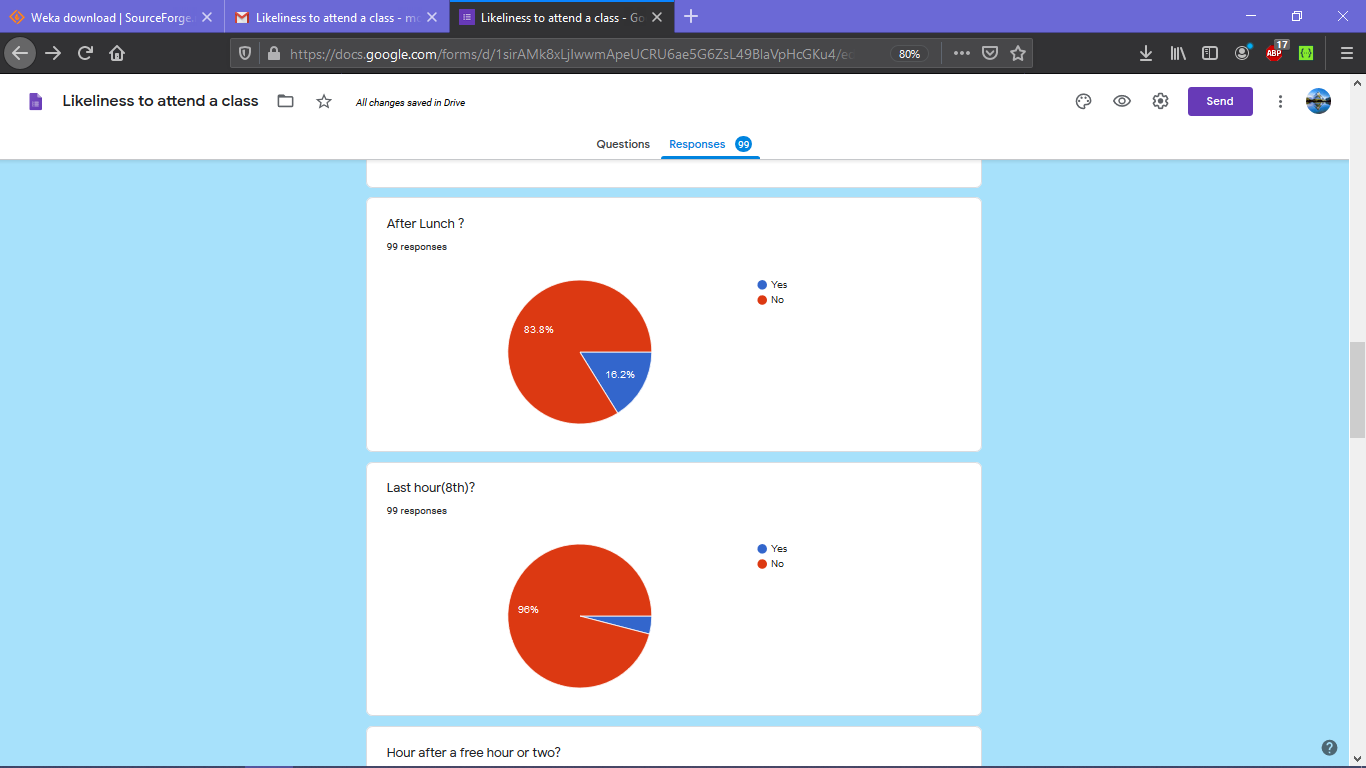 Weka download | SourceForge.
Likeliness to attend a class - mo
Likeliness to attend a class - Go
https://docs.google.com/forms/d/1sirAMk8xLjIwwmApeUCRU6ae5G6ZsL49BlaVpHcGKu4/ec
80%
17
ABP
Likeliness to attend a class
All changes saved in Drive
Send
Questions
Responses
99
After Lunch ?
99 responses
Yes
No
83.8%
16.2%
Last hour(8th)?
99 responses
Yes
No
96%
Hour after a free hour or two?